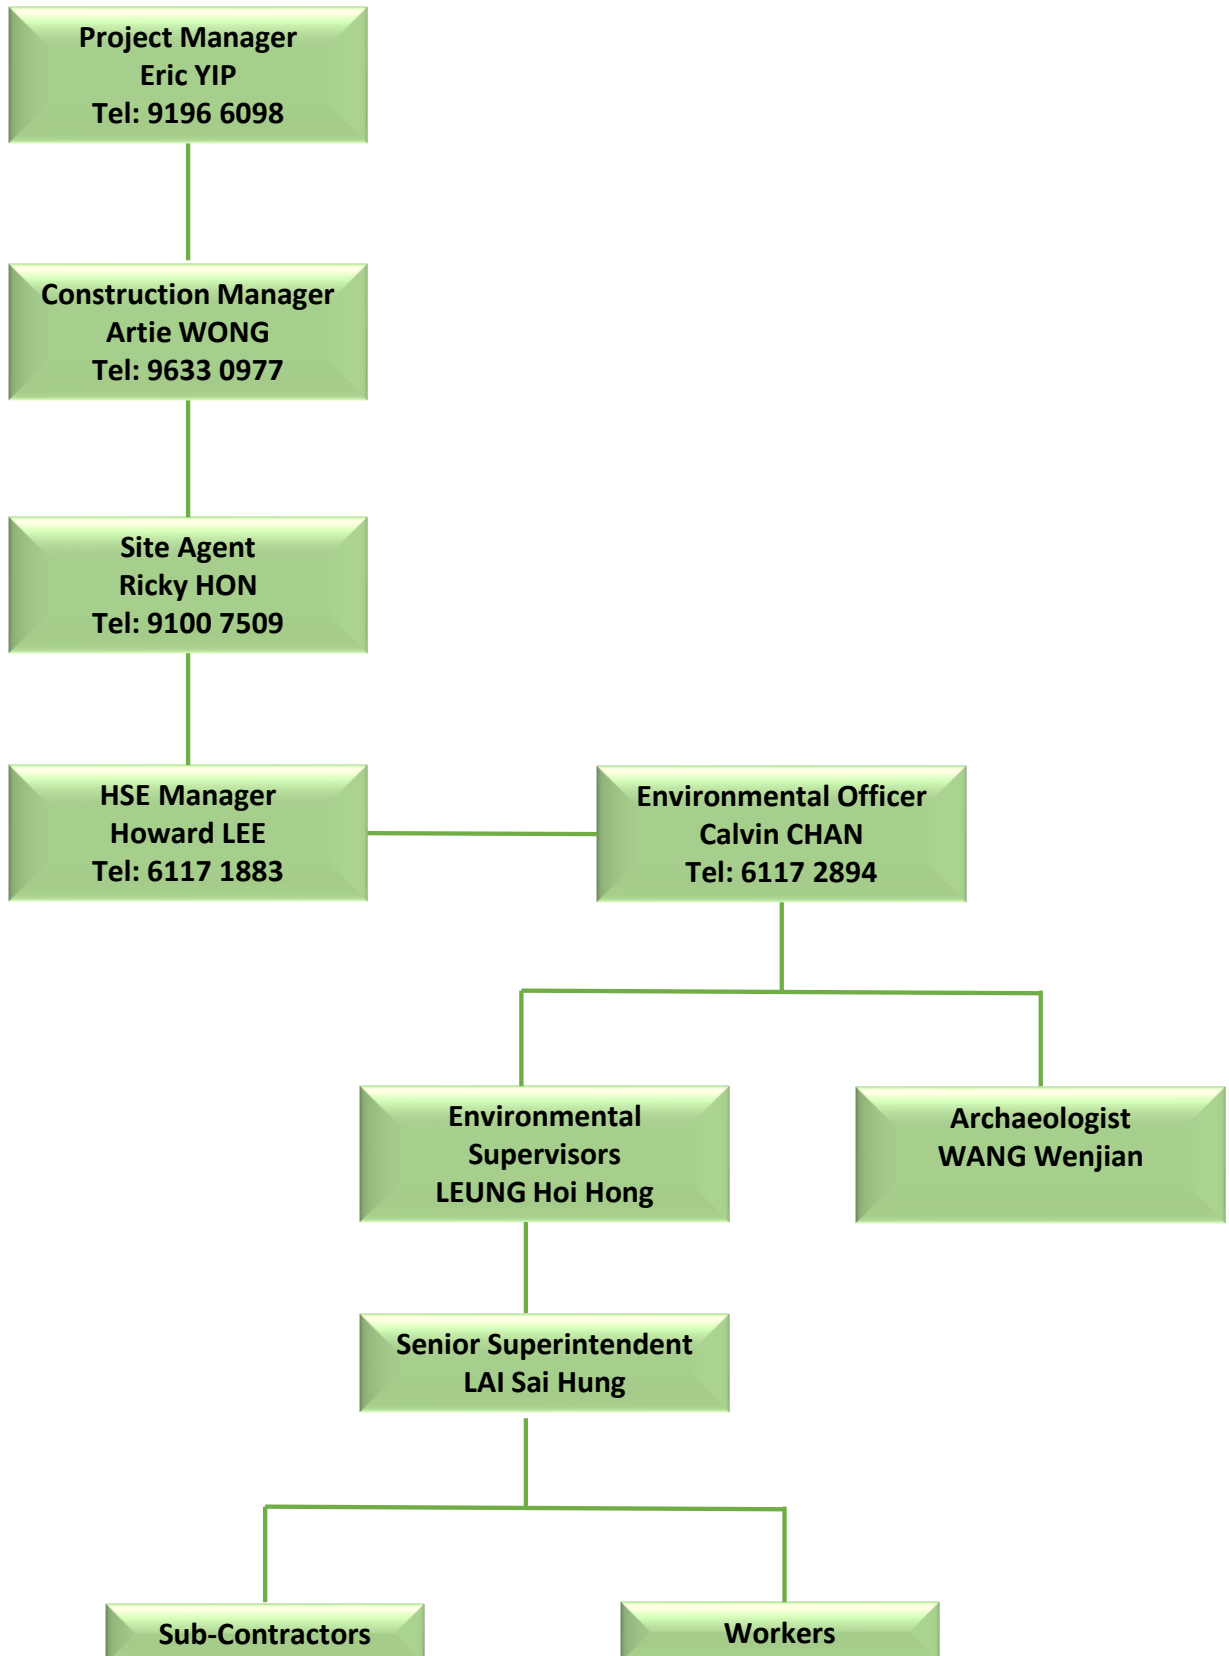 Project Manager
Eric YIP
Tel: 9196 6098
Construction Manager
Artie WONG
Tel: 9633 0977
Site Agent
Ricky HON
Tel: 9100 7509
HSE Manager
Howard LEE
Tel: 6117 1883
Environmental Officer
Calvin CHAN
Tel: 6117 2894
Environmental
Supervisors
LEUNG Hoi Hong
Archaeologist
WANG Wenjian
Senior Superintendent
LAI Sai Hung
Sub-Contractors
Workers